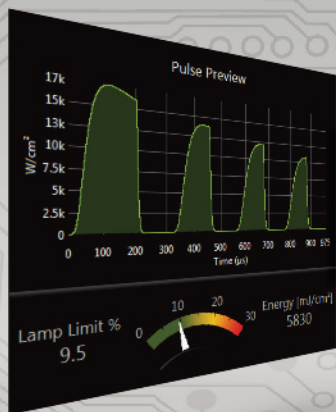 Pulse Preview
17k
15k
13k
10k
7.5k
5k
2.5k
0
W/cm²
0 100 200 300 400 500 600 700 800 900 975
Time (µs)
Lamp Limit %
9.5
0 10 20 30
Energy (mJ/cm²)
5830